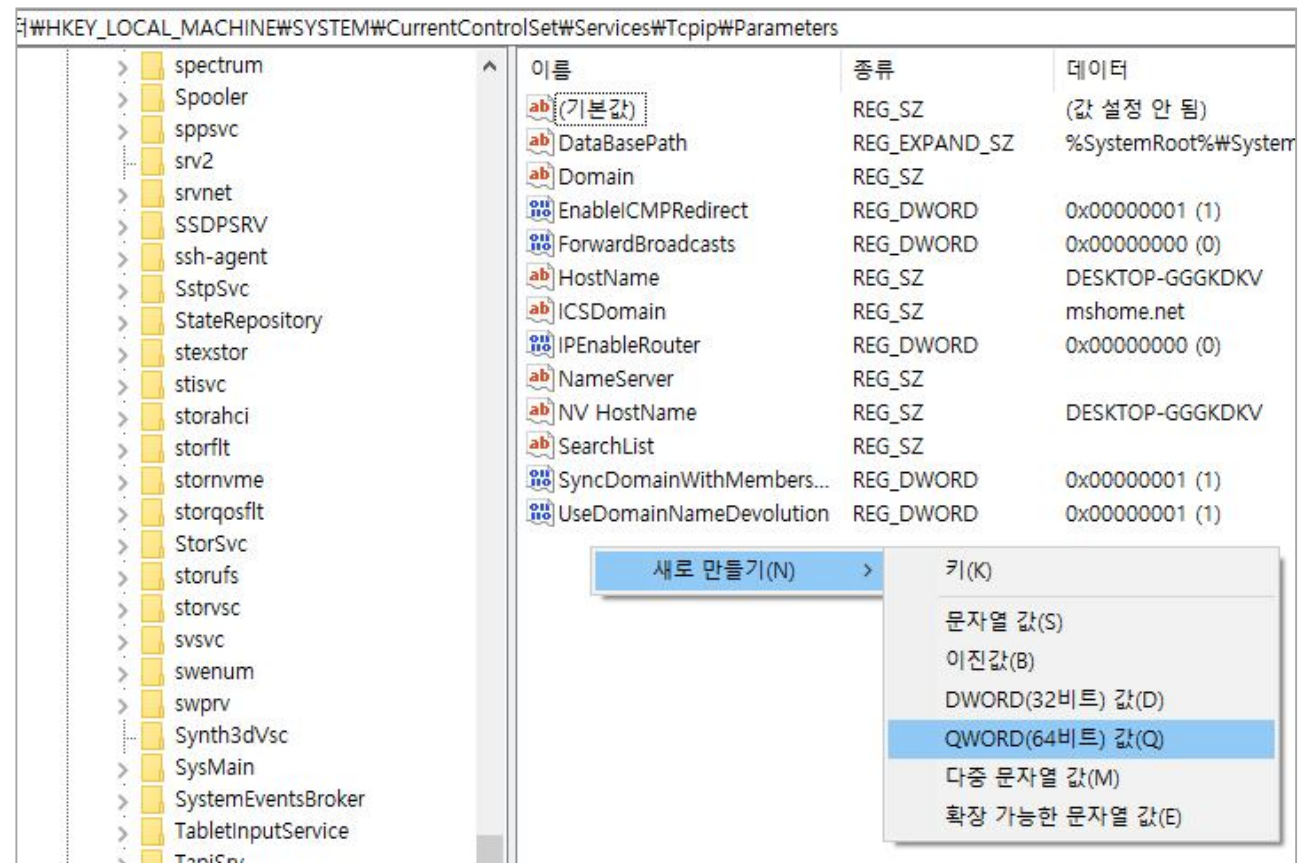 터₩HKEY_LOCAL_MACHINE₩SYSTEM₩CurrentControlSet₩Services₩Tcpip₩Parameters
spectrum
Spooler
sppsvc
srv2
srvnet
SSDPSRV
ssh-agent
SstpSvc
StateRepository
stexstor
stisvc
storahci
storflt
stornvme
storqosflt
StorSvc
storufs
storvsc
svsvc
swenum
swprv
Synth3dVsc
SysMain
SystemEventsBroker
TabletInputService
TapiSrv
이름 종류 데이터
(기본값) REG_SZ (값 설정 안 됨)
DataBasePath REG_EXPAND_SZ %SystemRoot%₩System
Domain REG_SZ
EnableICMPRedirect REG_DWORD 0x00000001 (1)
ForwardBroadcasts REG_DWORD 0x00000000 (0)
HostName REG_SZ DESKTOP-GGGKDKV
ICSDomain REG_SZ mshome.net
IPEnableRouter REG_DWORD 0x00000000 (0)
NameServer REG_SZ
NV HostName REG_SZ DESKTOP-GGGKDKV
SearchList REG_SZ
SyncDomainWithMembers... REG_DWORD 0x00000001 (1)
UseDomainNameDevolution REG_DWORD 0x00000001 (1)
새로 만들기(N) >
키(K)
문자열 값(S)
이진값(B)
DWORD(32비트) 값(D)
QWORD(64비트) 값(Q)
다중 문자열 값(M)
확장 가능한 문자열 값(E)